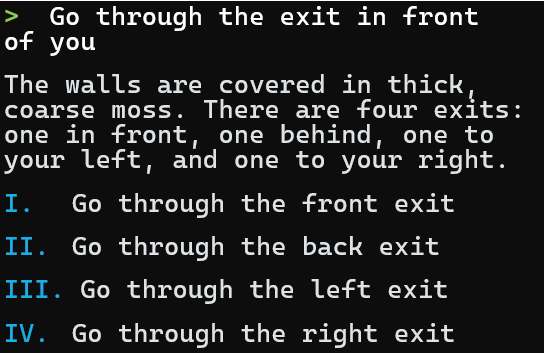 > Go through the exit in front
of you
The walls are covered in thick,
coarse moss. There are four exits:
one in front, one behind, one to
your left, and one to your right.
I. Go through the front exit
II. Go through the back exit
III. Go through the left exit
IV. Go through the right exit